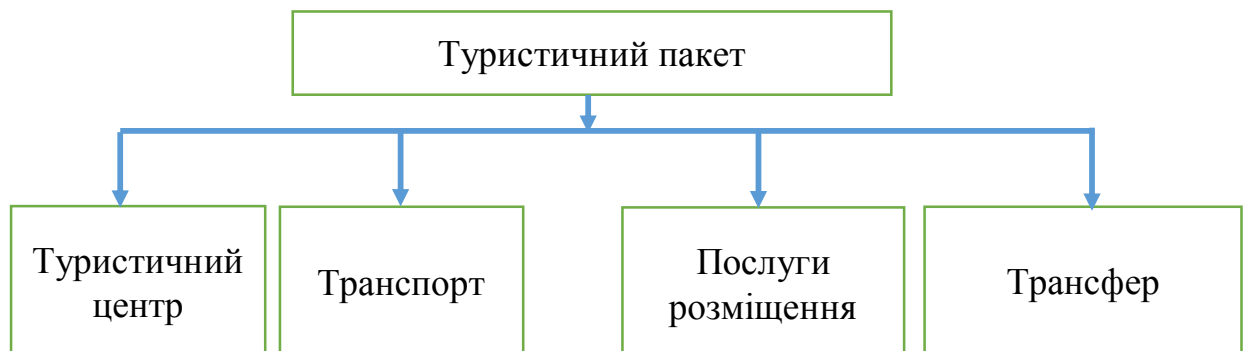 Туристичний пакет
Туристичний
центр
Транспорт
Послуги
розміщення
Трансфер